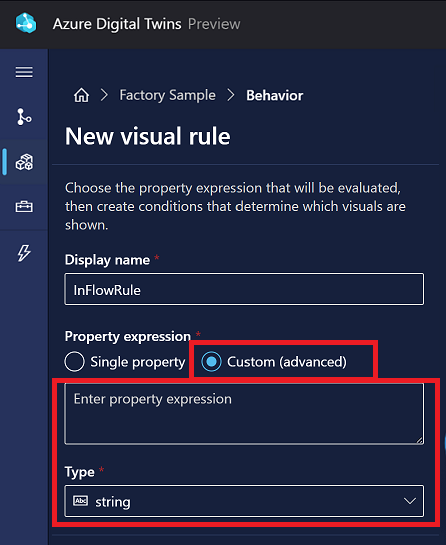 Azure Digital Twins Preview
Factory Sample Behavior
New visual rule
Choose the property expression that will be evaluated,
then create conditions that determine which visuals are
shown.
Display name *
InFlowRule
Property expression *
Single property Custom (advanced)
Enter property expression
Type *
Abc string